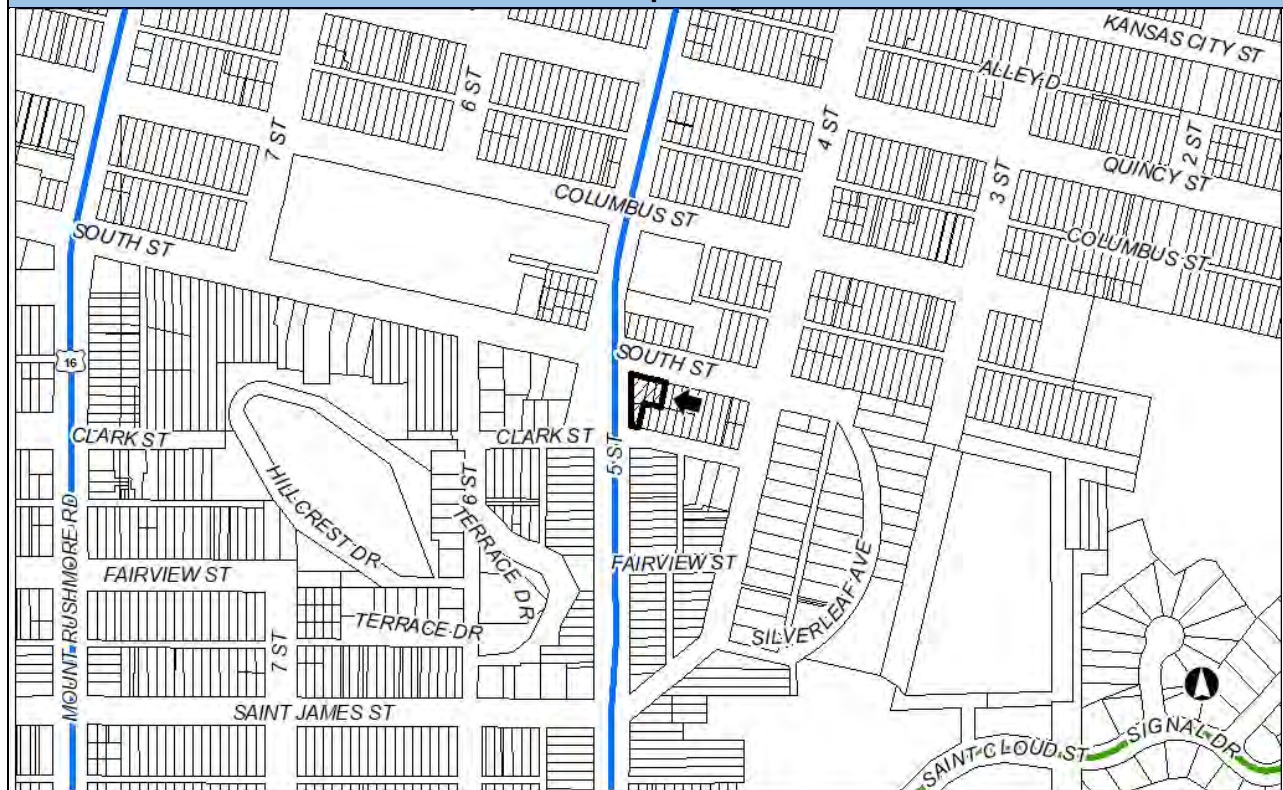 KANSAS CITY ST
ALLEY D
6 ST
7 ST
4 ST
2 ST
3 ST
QUINCY ST
COLUMBUS ST
COLUMBUS ST
SOUTH ST
SOUTH ST
16
CLARK ST
CLARK ST
5 ST
6 ST
HILLCREST DR
TERRACE DR
MOUNT RUSHMORE RD
FAIRVIEW ST
FAIRVIEW ST
TERRACE DR
SILVERLEAF AVE
7 ST
SAINT JAMES ST
SAINT CLOUD ST
SIGNAL DR